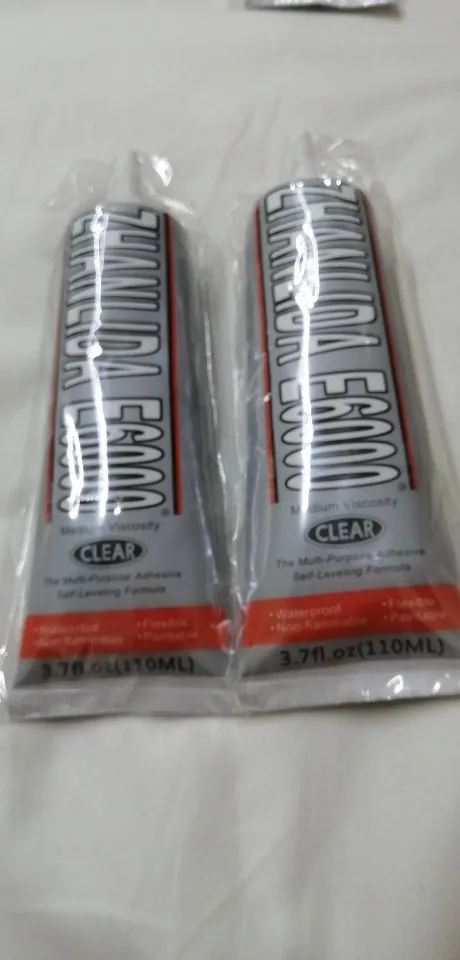 ZHANLIDA E6000
Medium Viscosity
CLEAR
The Multi-Purpose Adhesive
Self-Leveling Formula
• Waterproof • Flexible
• Non-flammable • Paintable
3.7fl.oz(110ML)
ZHANLIDA E6000®
Medium Viscosity
CLEAR
The Multi-Purpose Adhesive
Self-Leveling Formula
• Waterproof • Flexible
• Non-flammable • Paintable
3.7fl.oz(110ML)